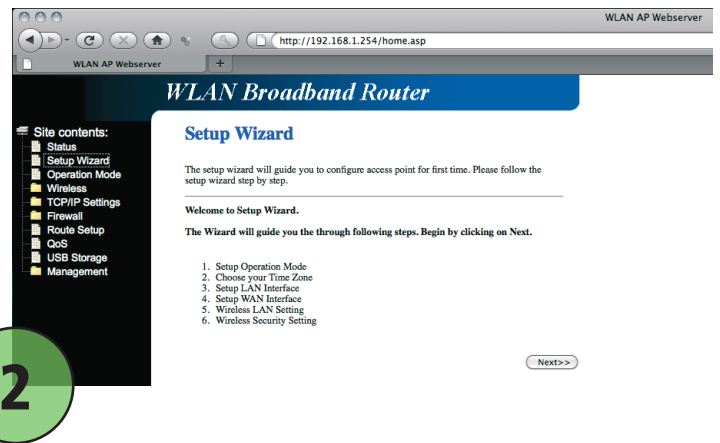 WLAN AP Webserver
http://192.168.1.254/home.asp
WLAN AP Webserver
+
WLAN Broadband Router
Site contents:
Status
Setup Wizard
Operation Mode
Wireless
TCP/IP Settings
Firewall
Route Setup
QoS
USB Storage
Management
Setup Wizard
The setup wizard will guide you to configure access point for first time. Please follow the
setup wizard step by step.
Welcome to Setup Wizard.
The Wizard will guide you the through following steps. Begin by clicking on Next.
1. Setup Operation Mode
2. Choose your Time Zone
3. Setup LAN Interface
4. Setup WAN Interface
5. Wireless LAN Setting
6. Wireless Security Setting
Next>>
2